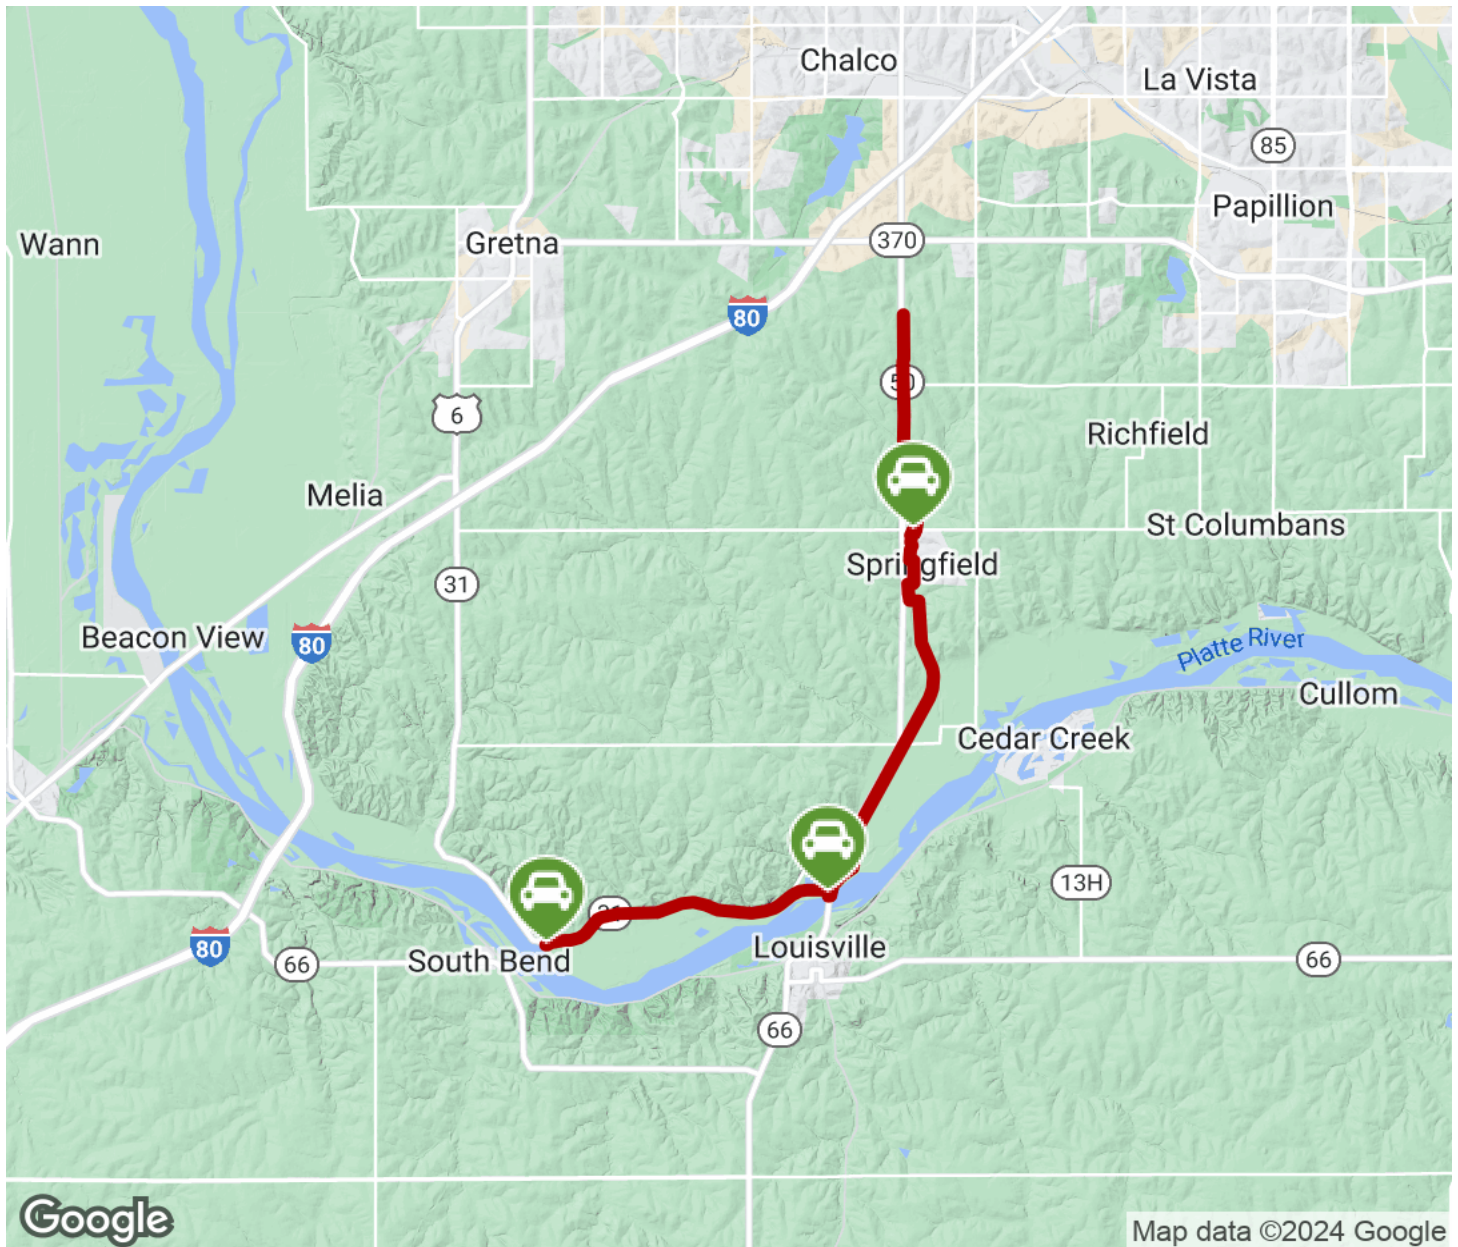 Chalco
La Vista
85
Papillion
Wann
Gretna
370
80
6
Richfield
Melia
St Columbans
Springfield
31
Beacon View
80
Platte River
Cullom
Cedar Creek
13H
80
66
South Bend
Louisville
66
66
Google
Map data ©2024 Google